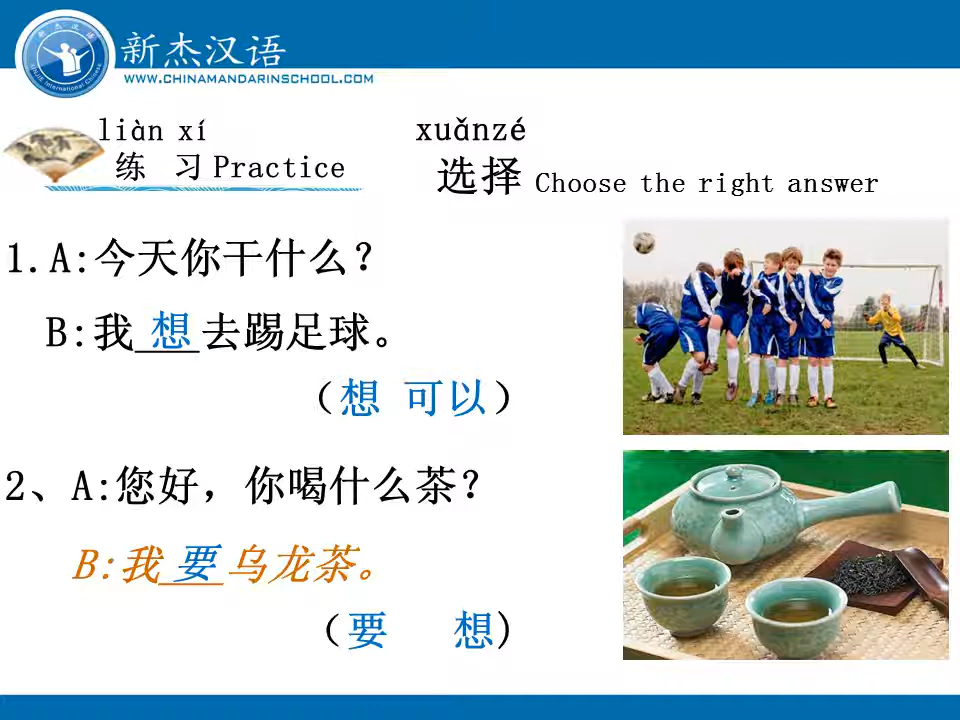 新杰汉语
WWW.CHINAMANDARINSCHOOL.COM
liàn xí
练 习 Practice
xuǎnzé
选择 Choose the right answer
1.A:今天你干什么？
B:我 想 去踢足球。
（想 可以）
2、A:您好，你喝什么茶？
B:我 要 乌龙茶。
（要 想）